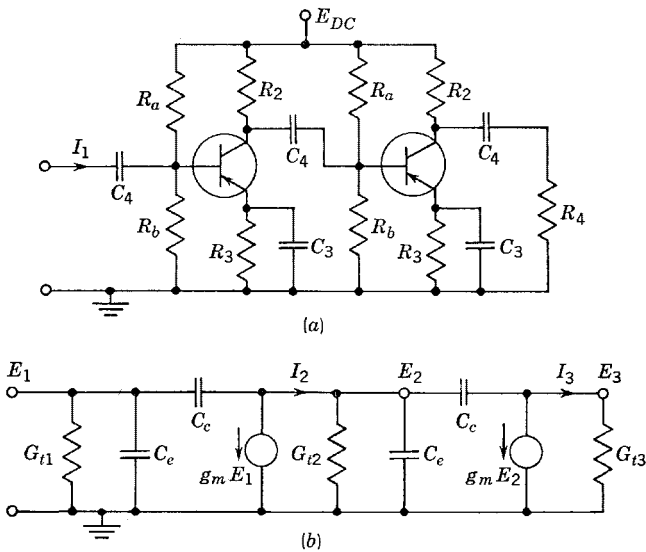 E_DC
R_a R_2 R_a R_2
I_1 C_4 C_4 C_4
R_b R_3 C_3 R_b R_3 C_3 R_4
(a)
E_1 I_2 E_2 I_3 E_3
C_c C_c
G_t1 C_e g_m E_1 G_t2 C_e g_m E_2 G_t3
(b)